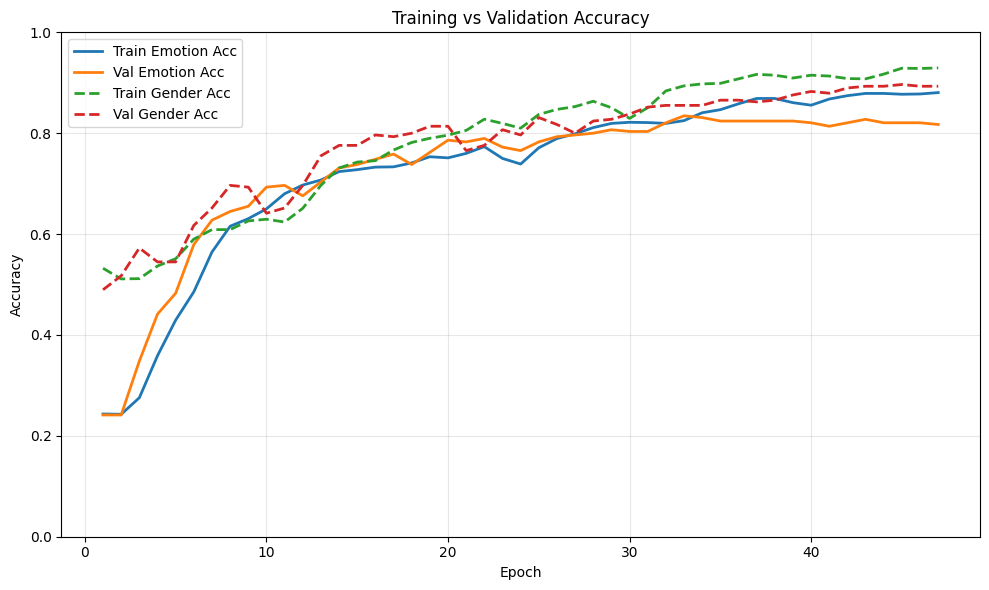 Training vs Validation Accuracy
Train Emotion Acc
Val Emotion Acc
Train Gender Acc
Val Gender Acc
1.0
0.8
0.6
0.4
0.2
0.0
Accuracy
0 10 20 30 40
Epoch